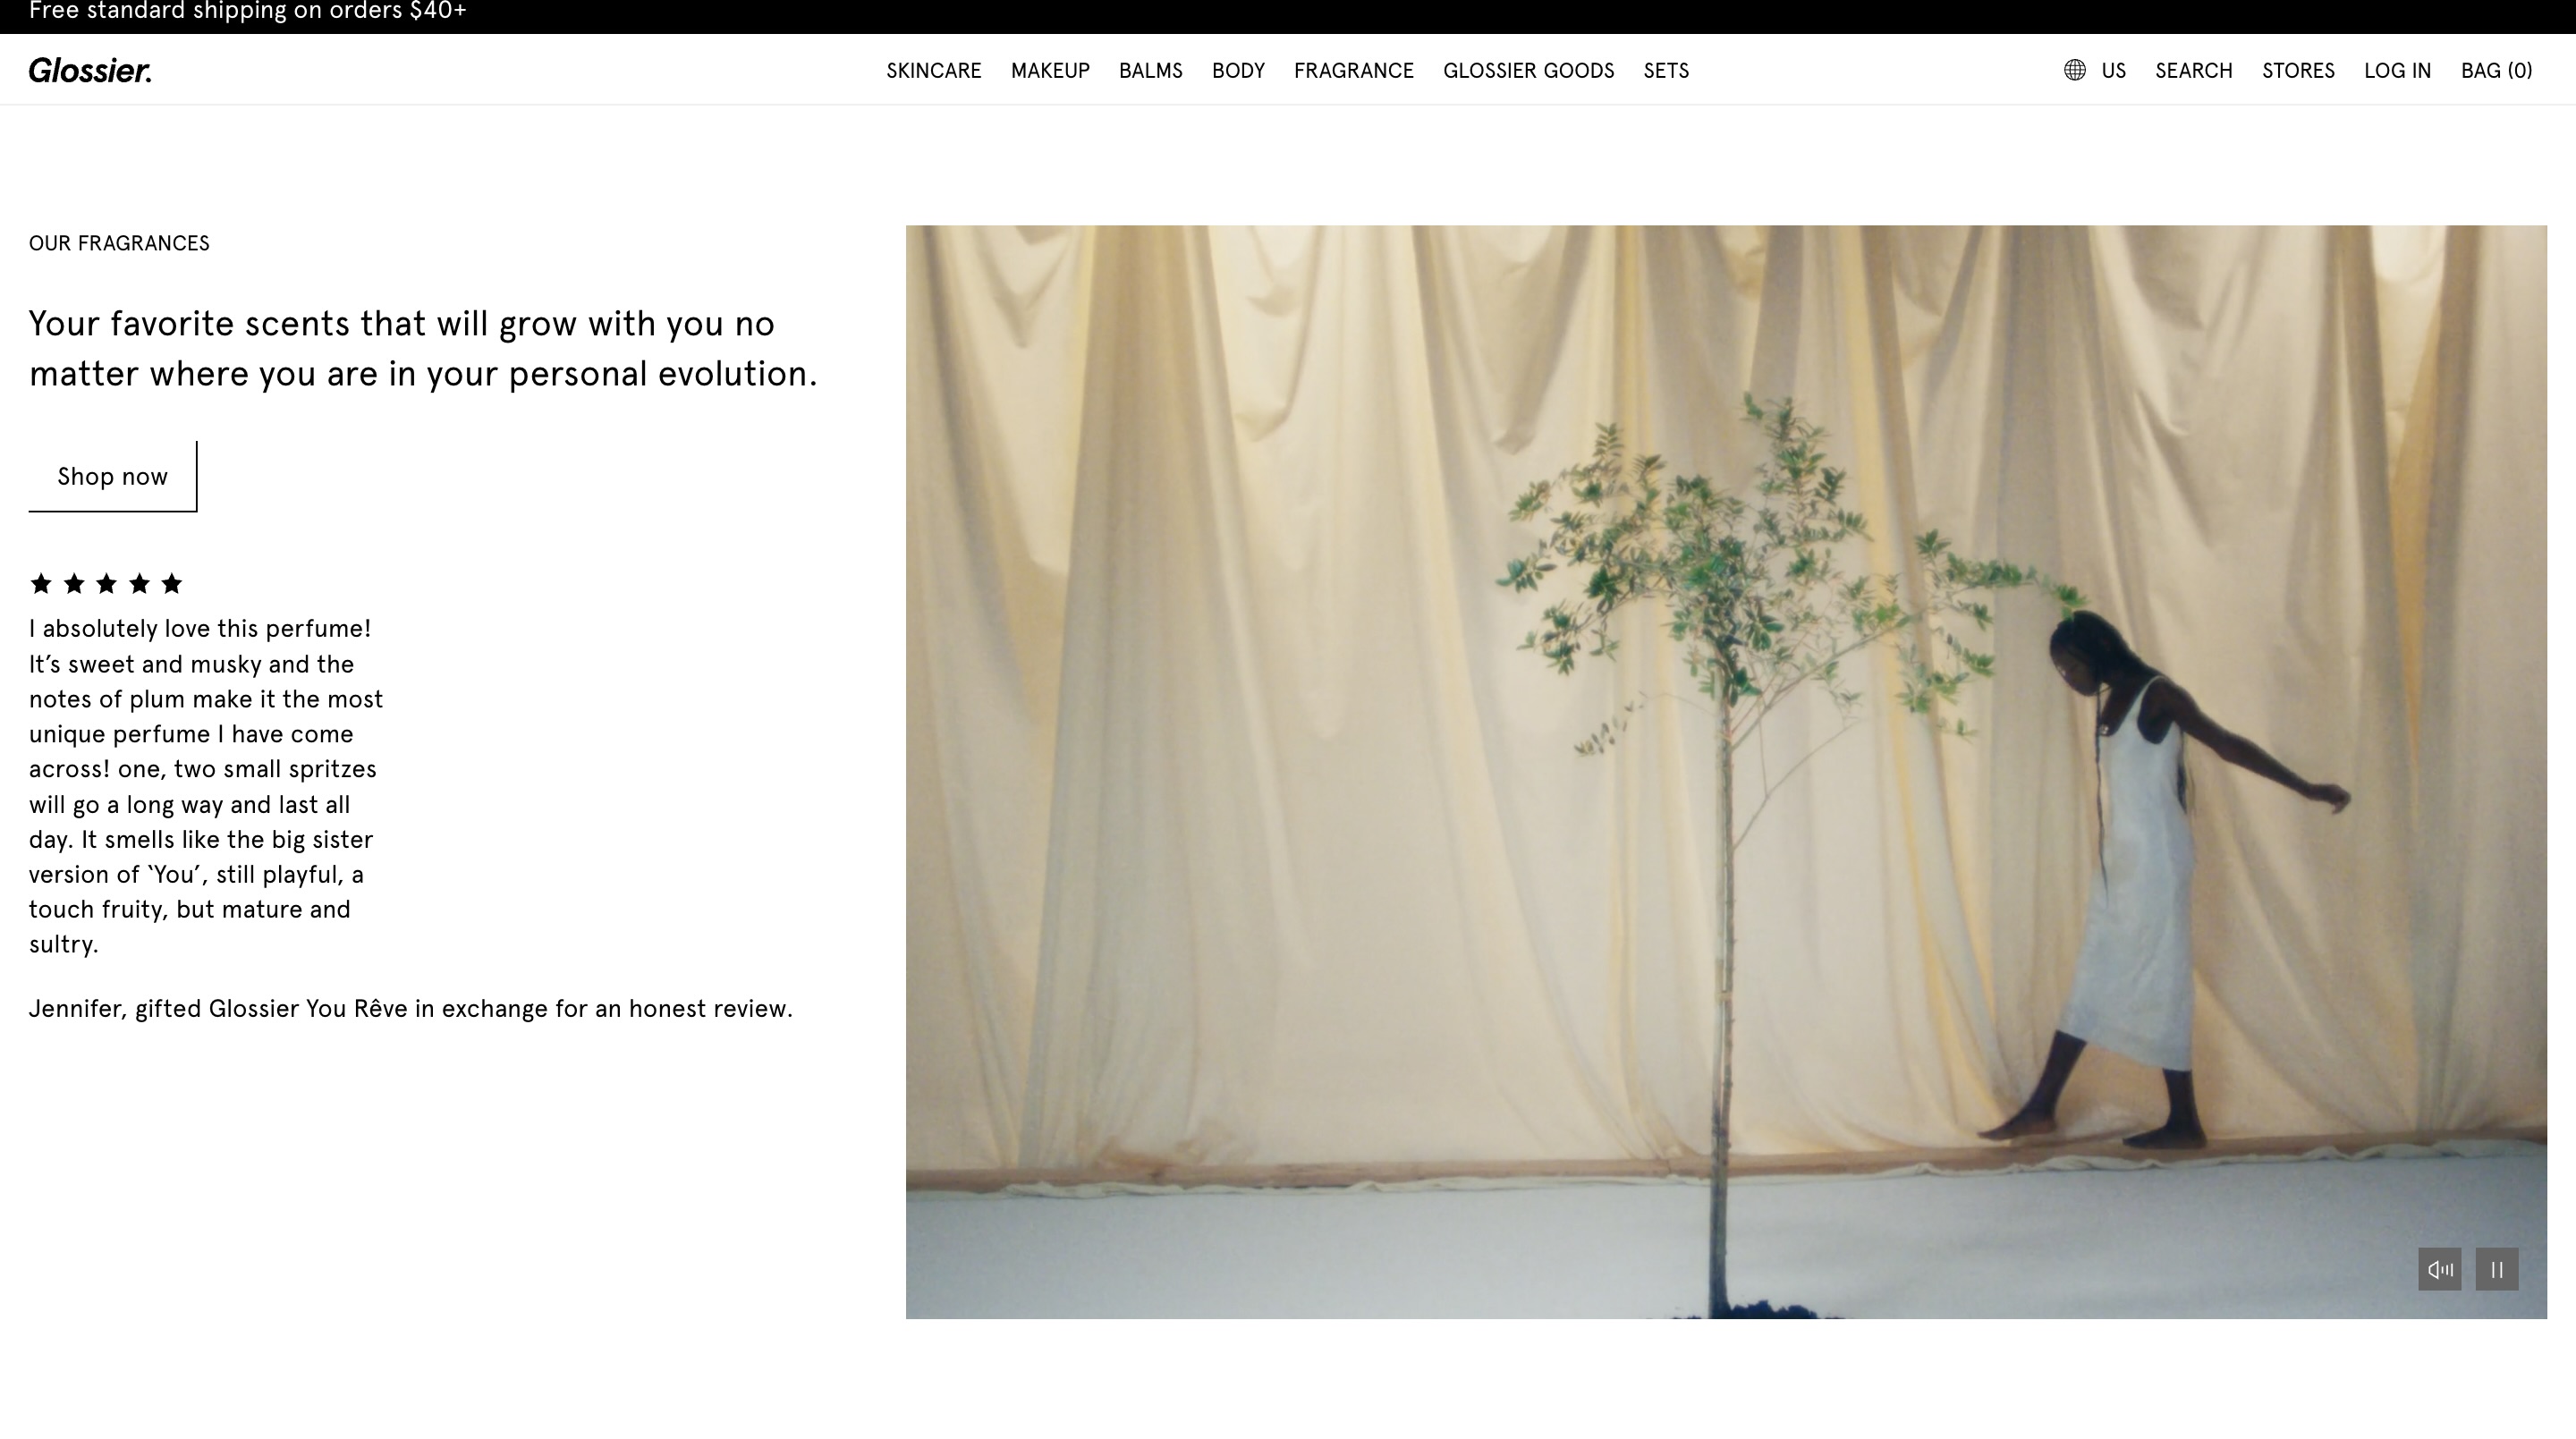 Free standard shipping on orders $40+
Glossier.
SKINCARE MAKEUP BALMS BODY FRAGRANCE GLOSSIER GOODS SETS
US SEARCH STORES LOG IN BAG (0)
OUR FRAGRANCES
Your favorite scents that will grow with you no
matter where you are in your personal evolution.
Shop now
I absolutely love this perfume!
It’s sweet and musky and the
notes of plum make it the most
unique perfume I have come
across! one, two small spritzes
will go a long way and last all
day. It smells like the big sister
version of ‘You’, still playful, a
touch fruity, but mature and
sultry.
Jennifer, gifted Glossier You Rêve in exchange for an honest review.